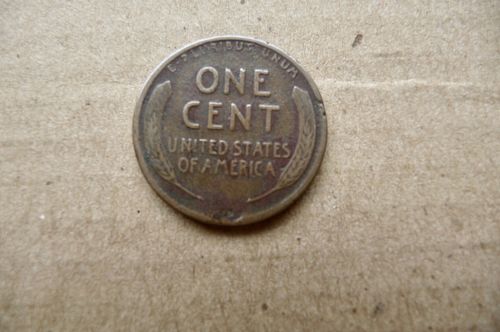 E·PLURIBUS·UNUM
ONE
CENT
UNITED STATES
OF AMERICA